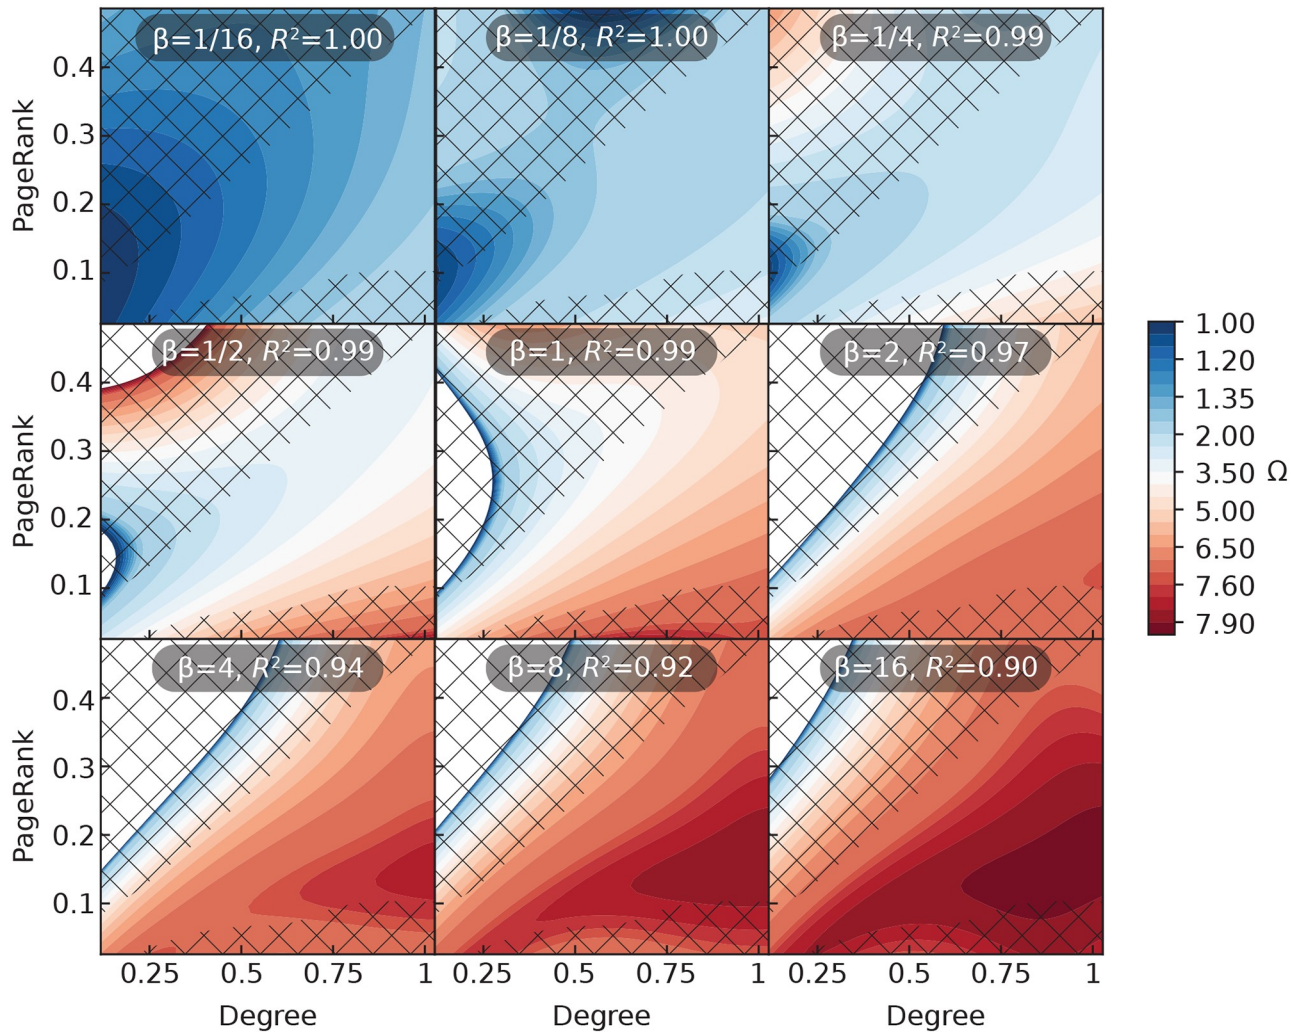 β=1/16, R²=1.00
β=1/8, R²=1.00
β=1/4, R²=0.99
PageRank
0.4
0.3
0.2
0.1
β=1/2, R²=0.99
β=1, R²=0.99
β=2, R²=0.97
PageRank
0.4
0.3
0.2
0.1
β=4, R²=0.94
β=8, R²=0.92
β=16, R²=0.90
PageRank
0.4
0.3
0.2
0.1
0.25 0.5 0.75 1
0.25 0.5 0.75 1
0.25 0.5 0.75 1
Degree
Degree
Degree
1.00
1.20
1.35
2.00
3.50
5.00
6.50
7.60
7.90
Ω